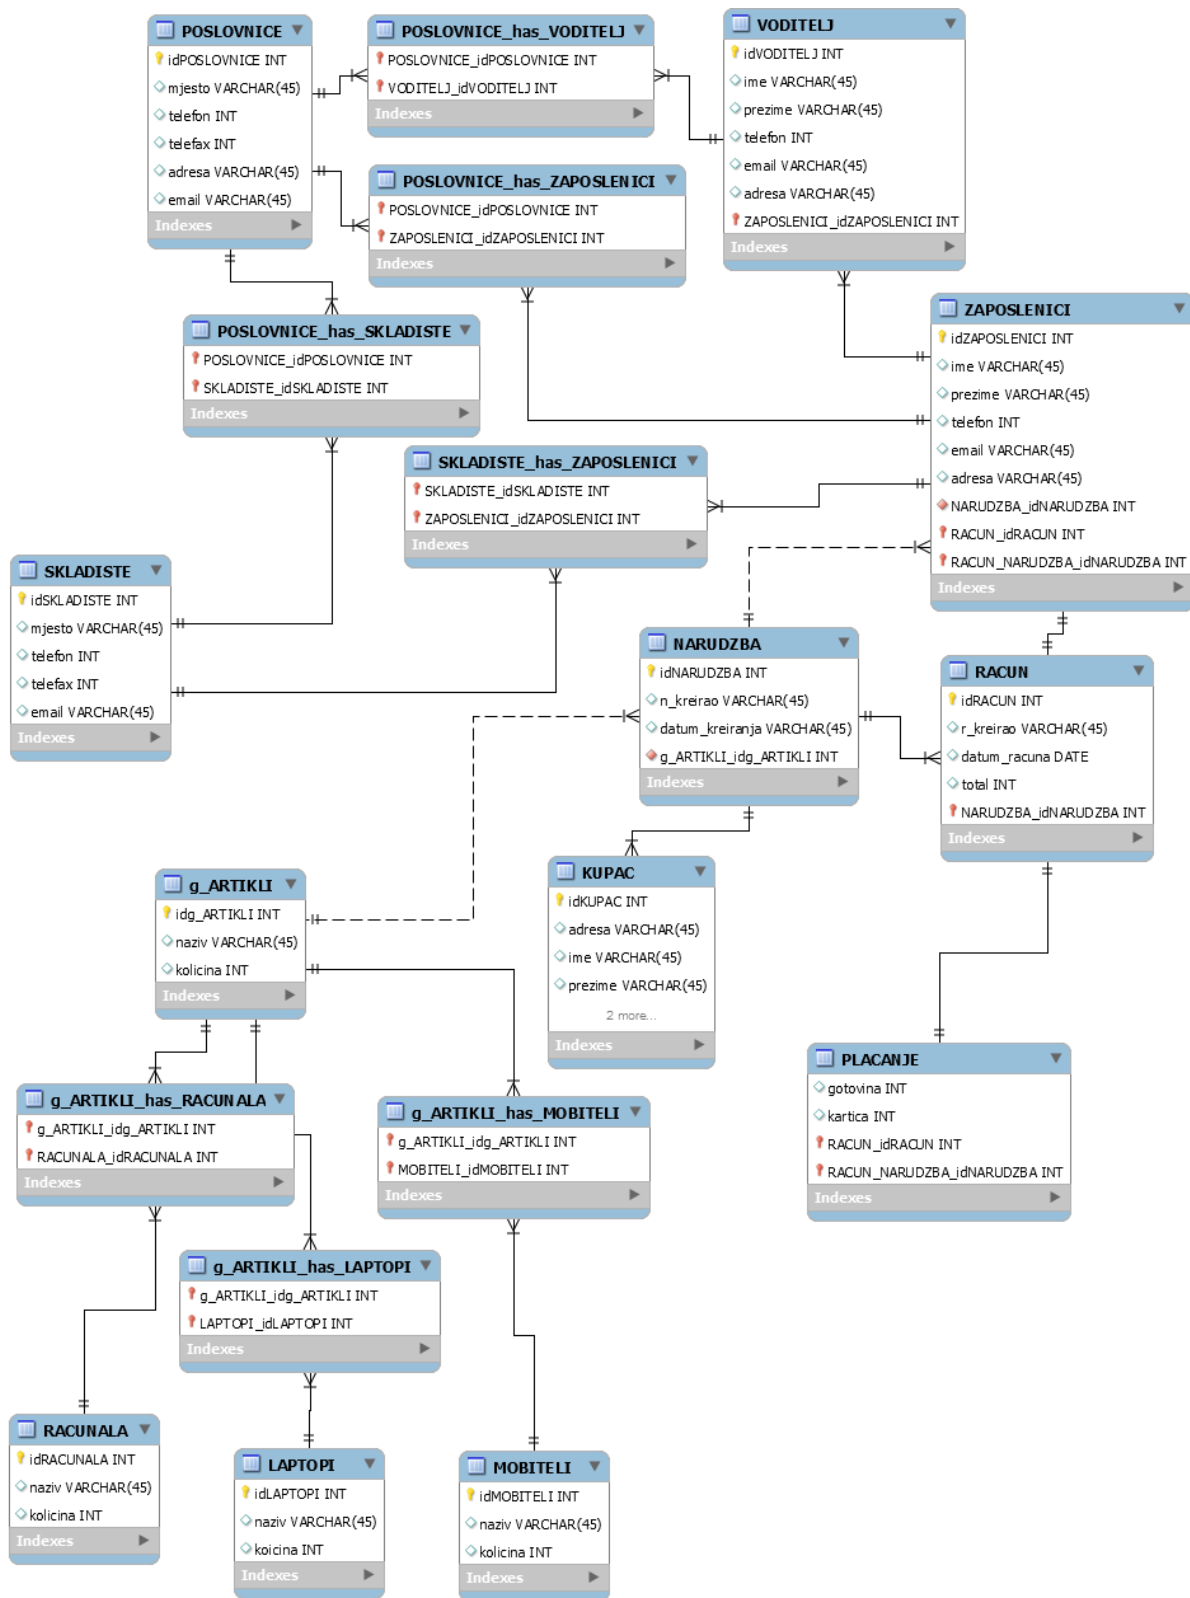 POSLOVNICE
idPOSLOVNICE INT
mjesto VARCHAR(45)
telefon INT
telefax INT
adresa VARCHAR(45)
email VARCHAR(45)
Indexes
POSLOVNICE_has_VODITELJ
POSLOVNICE_idPOSLOVNICE INT
VODITELJ_idVODITELJ INT
Indexes
VODITELJ
idVODITELJ INT
ime VARCHAR(45)
prezime VARCHAR(45)
telefon INT
email VARCHAR(45)
adresa VARCHAR(45)
ZAPOSLENICI_idZAPOSLENICI INT
Indexes
POSLOVNICE_has_ZAPOSLENICI
POSLOVNICE_idPOSLOVNICE INT
ZAPOSLENICI_idZAPOSLENICI INT
Indexes
POSLOVNICE_has_SKLADISTE
POSLOVNICE_idPOSLOVNICE INT
SKLADISTE_idSKLADISTE INT
Indexes
ZAPOSLENICI
idZAPOSLENICI INT
ime VARCHAR(45)
prezime VARCHAR(45)
telefon INT
email VARCHAR(45)
adresa VARCHAR(45)
NARUDZBA_idNARUDZBA INT
RACUN_idRACUN INT
RACUN_NARUDZBA_idNARUDZBA INT
Indexes
SKLADISTE_has_ZAPOSLENICI
SKLADISTE_idSKLADISTE INT
ZAPOSLENICI_idZAPOSLENICI INT
Indexes
SKLADISTE
idSKLADISTE INT
mjesto VARCHAR(45)
telefon INT
telefax INT
email VARCHAR(45)
Indexes
NARUDZBA
idNARUDZBA INT
n_kreirao VARCHAR(45)
datum_kreiranja VARCHAR(45)
g_ARTIKLI_idg_ARTIKLI INT
Indexes
RACUN
idRACUN INT
r_kreirao VARCHAR(45)
datum_racuna DATE
total INT
NARUDZBA_idNARUDZBA INT
Indexes
g_ARTIKLI
idg_ARTIKLI INT
naziv VARCHAR(45)
kolicina INT
Indexes
KUPAC
idKUPAC INT
adresa VARCHAR(45)
ime VARCHAR(45)
prezime VARCHAR(45)
2 more...
Indexes
PLACANJE
gotovina INT
kartica INT
RACUN_idRACUN INT
RACUN_NARUDZBA_idNARUDZBA INT
Indexes
g_ARTIKLI_has_RACUNALA
g_ARTIKLI_idg_ARTIKLI INT
RACUNALA_idRACUNALA INT
Indexes
g_ARTIKLI_has_MOBITELI
g_ARTIKLI_idg_ARTIKLI INT
MOBITELI_idMOBITELI INT
Indexes
g_ARTIKLI_has_LAPTOPI
g_ARTIKLI_idg_ARTIKLI INT
LAPTOPI_idLAPTOPI INT
Indexes
RACUNALA
idRACUNALA INT
naziv VARCHAR(45)
kolicina INT
Indexes
LAPTOPI
idLAPTOPI INT
naziv VARCHAR(45)
koicina INT
Indexes
MOBITELI
idMOBITELI INT
naziv VARCHAR(45)
kolicina INT
Indexes